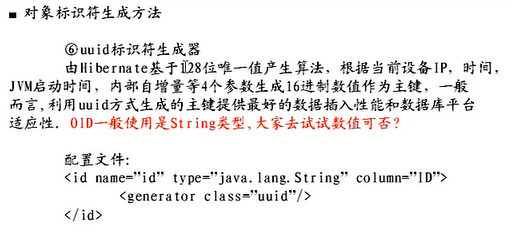 ■ 对象标识符生成方法
⑥uuid标识符生成器
由Hibernate基于128位唯一值产生算法，根据当前设备IP，时间，
JVM启动时间，内部自增量等4个参数生成16进制数值作为主键，一般
而言，利用uuid方式生成的主键提供最好的数据插入性能和数据库平台
适应性．OID一般使用是String类型，大家去试试数值可否？
配置文件：
<id name="id" type="java.lang.String" column="ID">
<generator class="uuid"/>
</id>